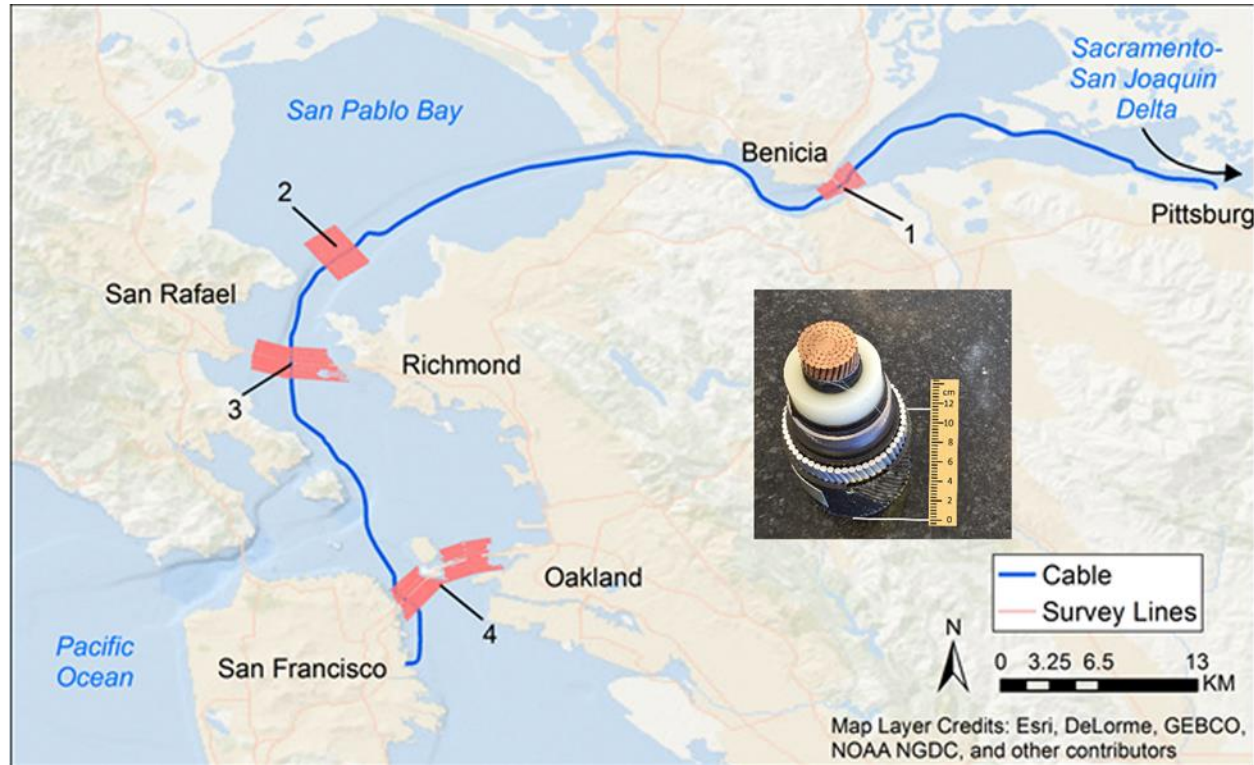 Sacramento-
San Joaquin
Delta
San Pablo Bay
Benicia
2
1
Pittsburg
San Rafael
Richmond
3
cm
12
10
8
6
4
2
0
Oakland
4
Cable
Survey Lines
Pacific
Ocean
San Francisco
N
0 3.25 6.5 13
KM
Map Layer Credits: Esri, DeLorme, GEBCO,
NOAA NGDC, and other contributors